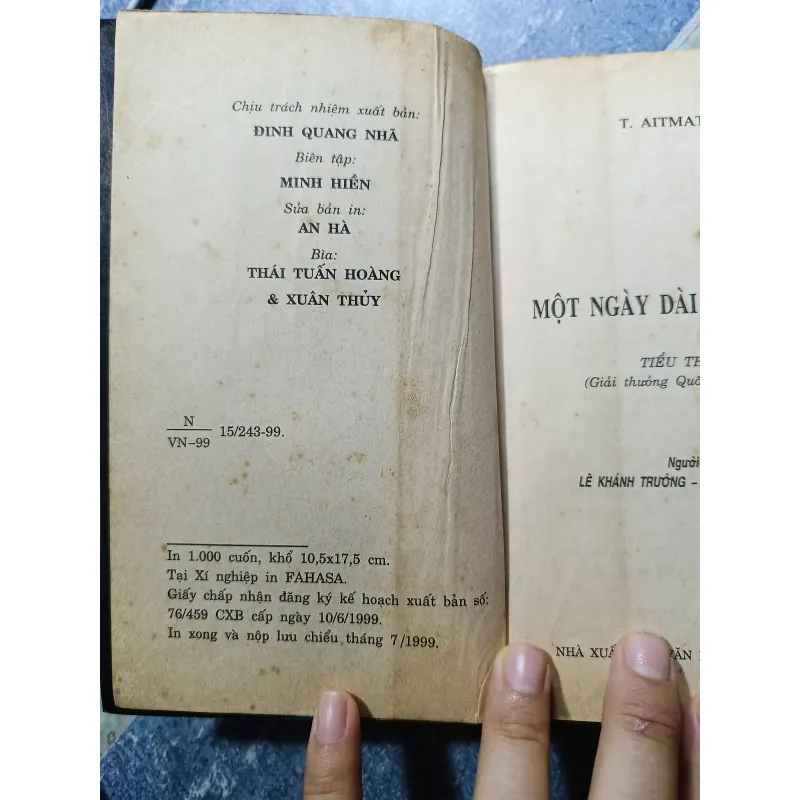 Chịu trách nhiệm xuất bản:
ĐINH QUANG NHÃ
Biên tập:
MINH HIỀN
Sửa bản in:
AN HÀ
Bìa:
THÁI TUẤN HOÀNG
& XUÂN THỦY
N
VN-99 15/243-99.
In 1.000 cuốn, khổ 10,5x17,5 cm.
Tại Xí nghiệp in FAHASA.
Giấy chấp nhận đăng ký kế hoạch xuất bản số:
76/459 CXB cấp ngày 10/6/1999.
In xong và nộp lưu chiểu tháng 7/1999.
T. AITMAT
MỘT NGÀY DÀI
TIỂU TH
(Giải thưởng Quố
Người
LÊ KHÁNH TRƯỜNG –
NHÀ XUẤ VĂN